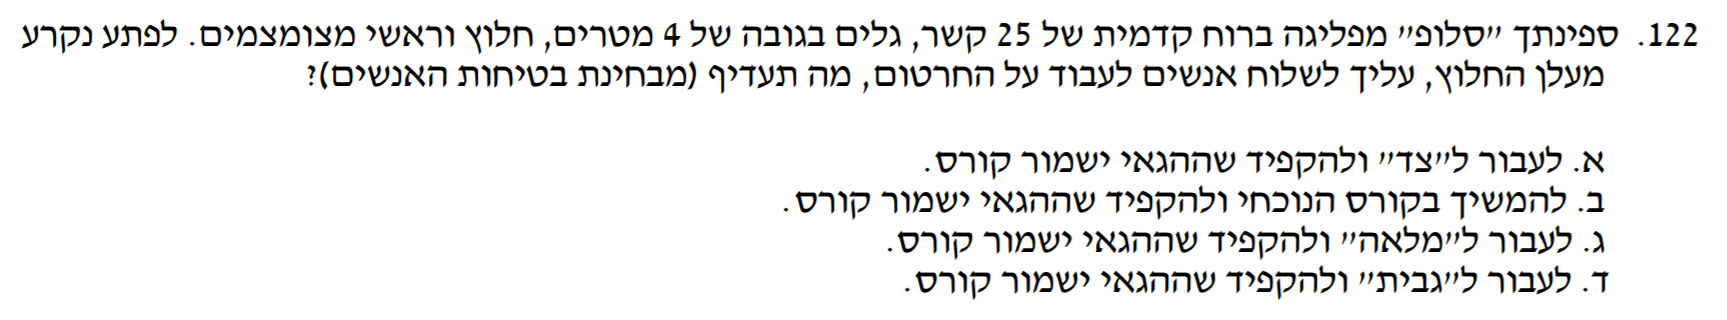 122. ספינתך ״סלופ״ מפליגה ברוח קדמית של 25 קשר, גלים בגובה של 4 מטרים, חלוץ וראשי מצומצמים. לפתע נקרע
מעלן החלוץ, עליך לשלוח אנשים לעבוד על החרטום, מה תעדיף (מבחינת בטיחות האנשים)?
א. לעבור ל״צד״ ולהקפיד שההגאי ישמור קורס.
ב. להמשיך בקורס הנוכחי ולהקפיד שההגאי ישמור קורס.
ג. לעבור ל״מלאה״ ולהקפיד שההגאי ישמור קורס.
ד. לעבור ל״גבית״ ולהקפיד שההגאי ישמור קורס.